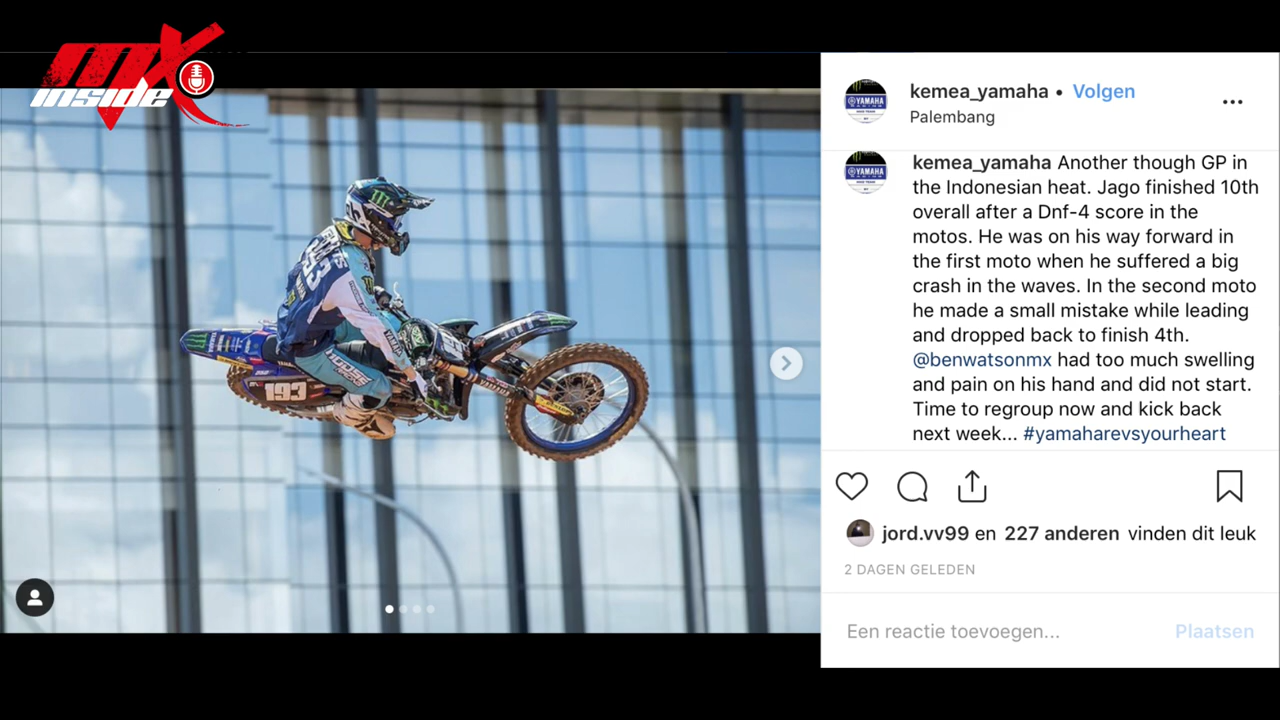 MX
inside
kemea_yamaha • Volgen
Palembang
YAMAHA
YAMAHA
kemea_yamaha Another though GP in
the Indonesian heat. Jago finished 10th
overall after a Dnf-4 score in the
motos. He was on his way forward in
the first moto when he suffered a big
crash in the waves. In the second moto
he made a small mistake while leading
and dropped back to finish 4th.
@benwatsonmx had too much swelling
and pain on his hand and did not start.
Time to regroup now and kick back
next week... #yamaharevsyourheart
jord.vv99 en 227 anderen vinden dit leuk
2 DAGEN GELEDEN
Een reactie toevoegen... Plaatsen
193
YAMAHA